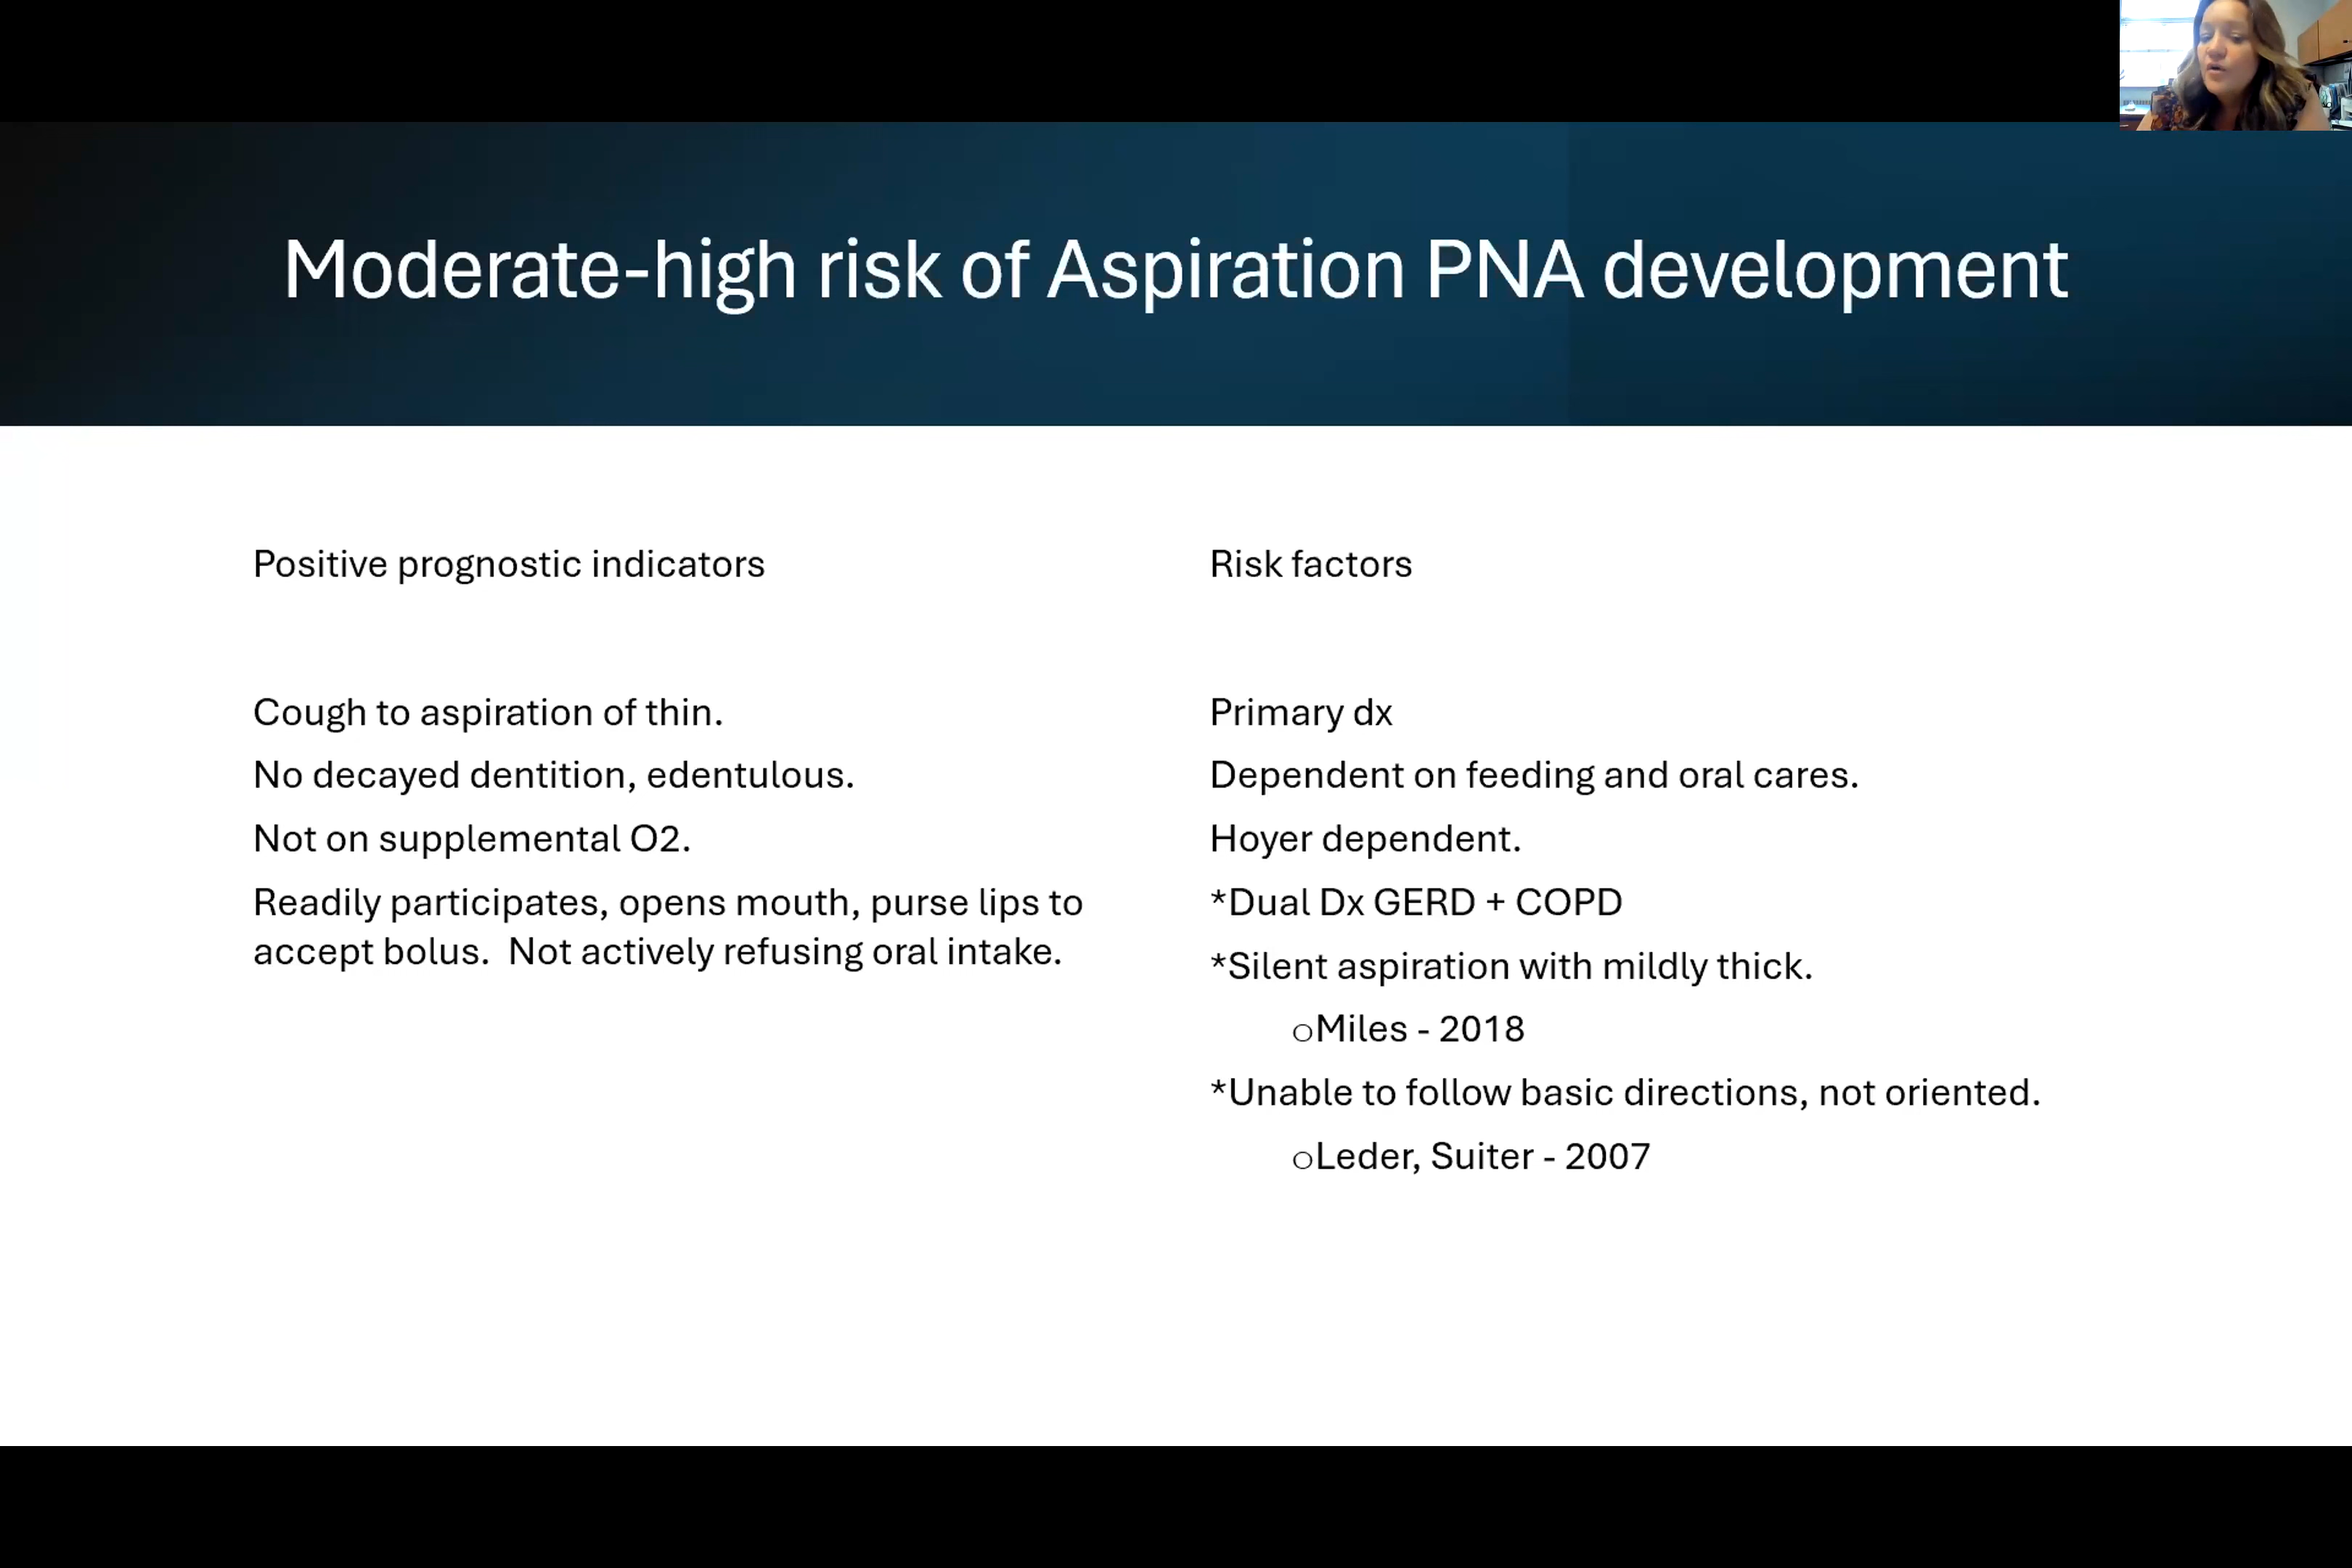 Moderate-high risk of Aspiration PNA development
Positive prognostic indicators
Cough to aspiration of thin.
No decayed dentition, edentulous.
Not on supplemental O2.
Readily participates, opens mouth, purse lips to
accept bolus.  Not actively refusing oral intake.
Risk factors
Primary dx
Dependent on feeding and oral cares.
Hoyer dependent.
*Dual Dx GERD + COPD
*Silent aspiration with mildly thick.
oMiles - 2018
*Unable to follow basic directions, not oriented.
oLeder, Suiter - 2007